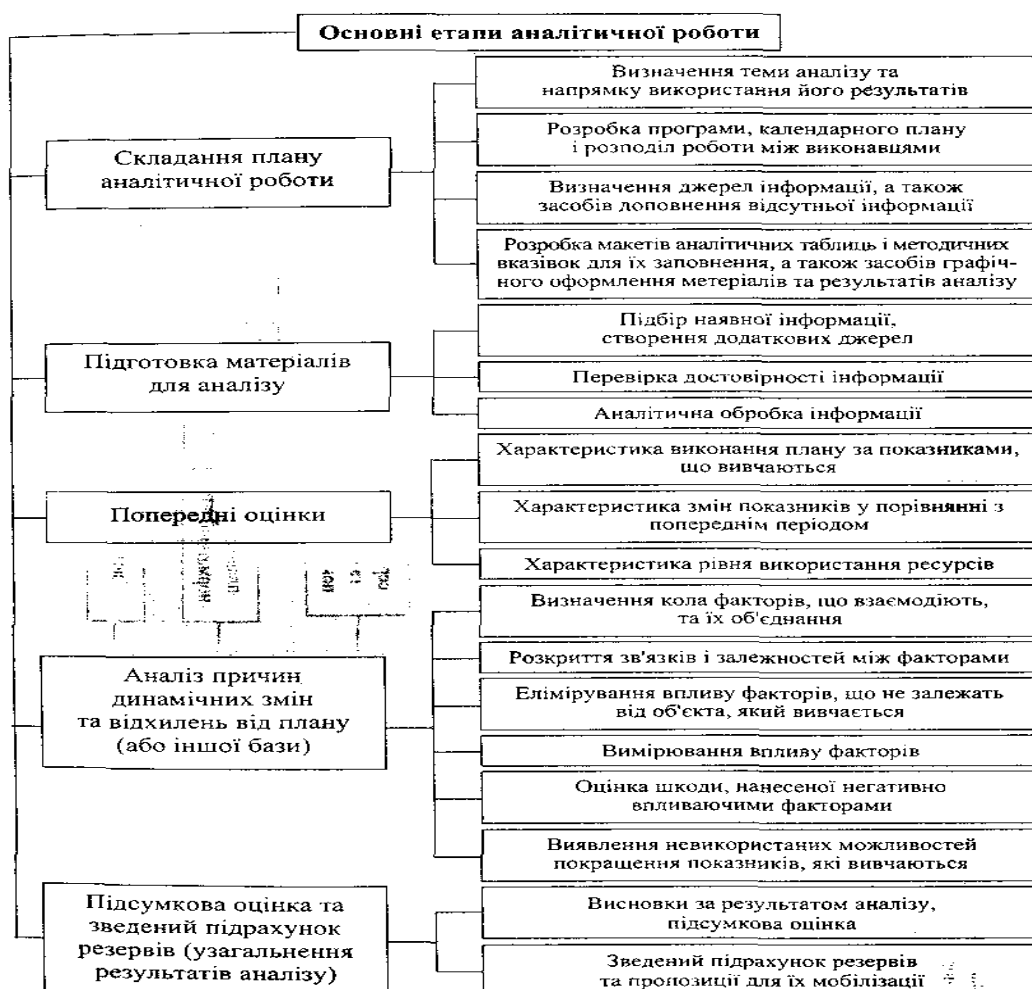 Основні етапи аналітичної роботи
Складання плану
аналітичної роботи
Визначення теми аналізу та
напрямку використання його результатів
Розробка програми, календарного плану
і розподіл роботи між виконавцями
Визначення джерел інформації, а також
засобів доповнення відсутньої інформації
Розробка макетів аналітичних таблиць і методичних
вказівок для їх заповнення, а також засобів графіч-
ного оформлення метеріалів та результатів аналізу
Підготовка матеріалів
для аналізу
Підбір наявної інформації,
створення додаткових джерел
Перевірка достовірності інформації
Аналітична обробка інформації
Попередні оцінки
Характеристика виконання плану за показниками,
що вивчаються
Характеристика змін показників у порівнянні з
попереднім періодом
Характеристика рівня використання ресурсів
Аналіз причин
динамічних змін
та відхилень від плану
(або іншої бази)
Визначення кола факторів, що взаємодіють,
та їх об'єднання
Розкриття зв'язків і залежностей між факторами
Елімірування впливу факторів, що не залежать
від об'єкта, який вивчається
Вимірювання впливу факторів
Оцінка шкоди, нанесеної негативно
впливаючими факторами
Виявлення невикористаних можливостей
покращення показників, які вивчаються
Підсумкова оцінка та
зведений підрахунок
резервів (узагальнення
результатів аналізу)
Висновки за результатом аналізу,
підсумкова оцінка
Зведений підрахунок резервів
та пропозиції для їх мобілізації